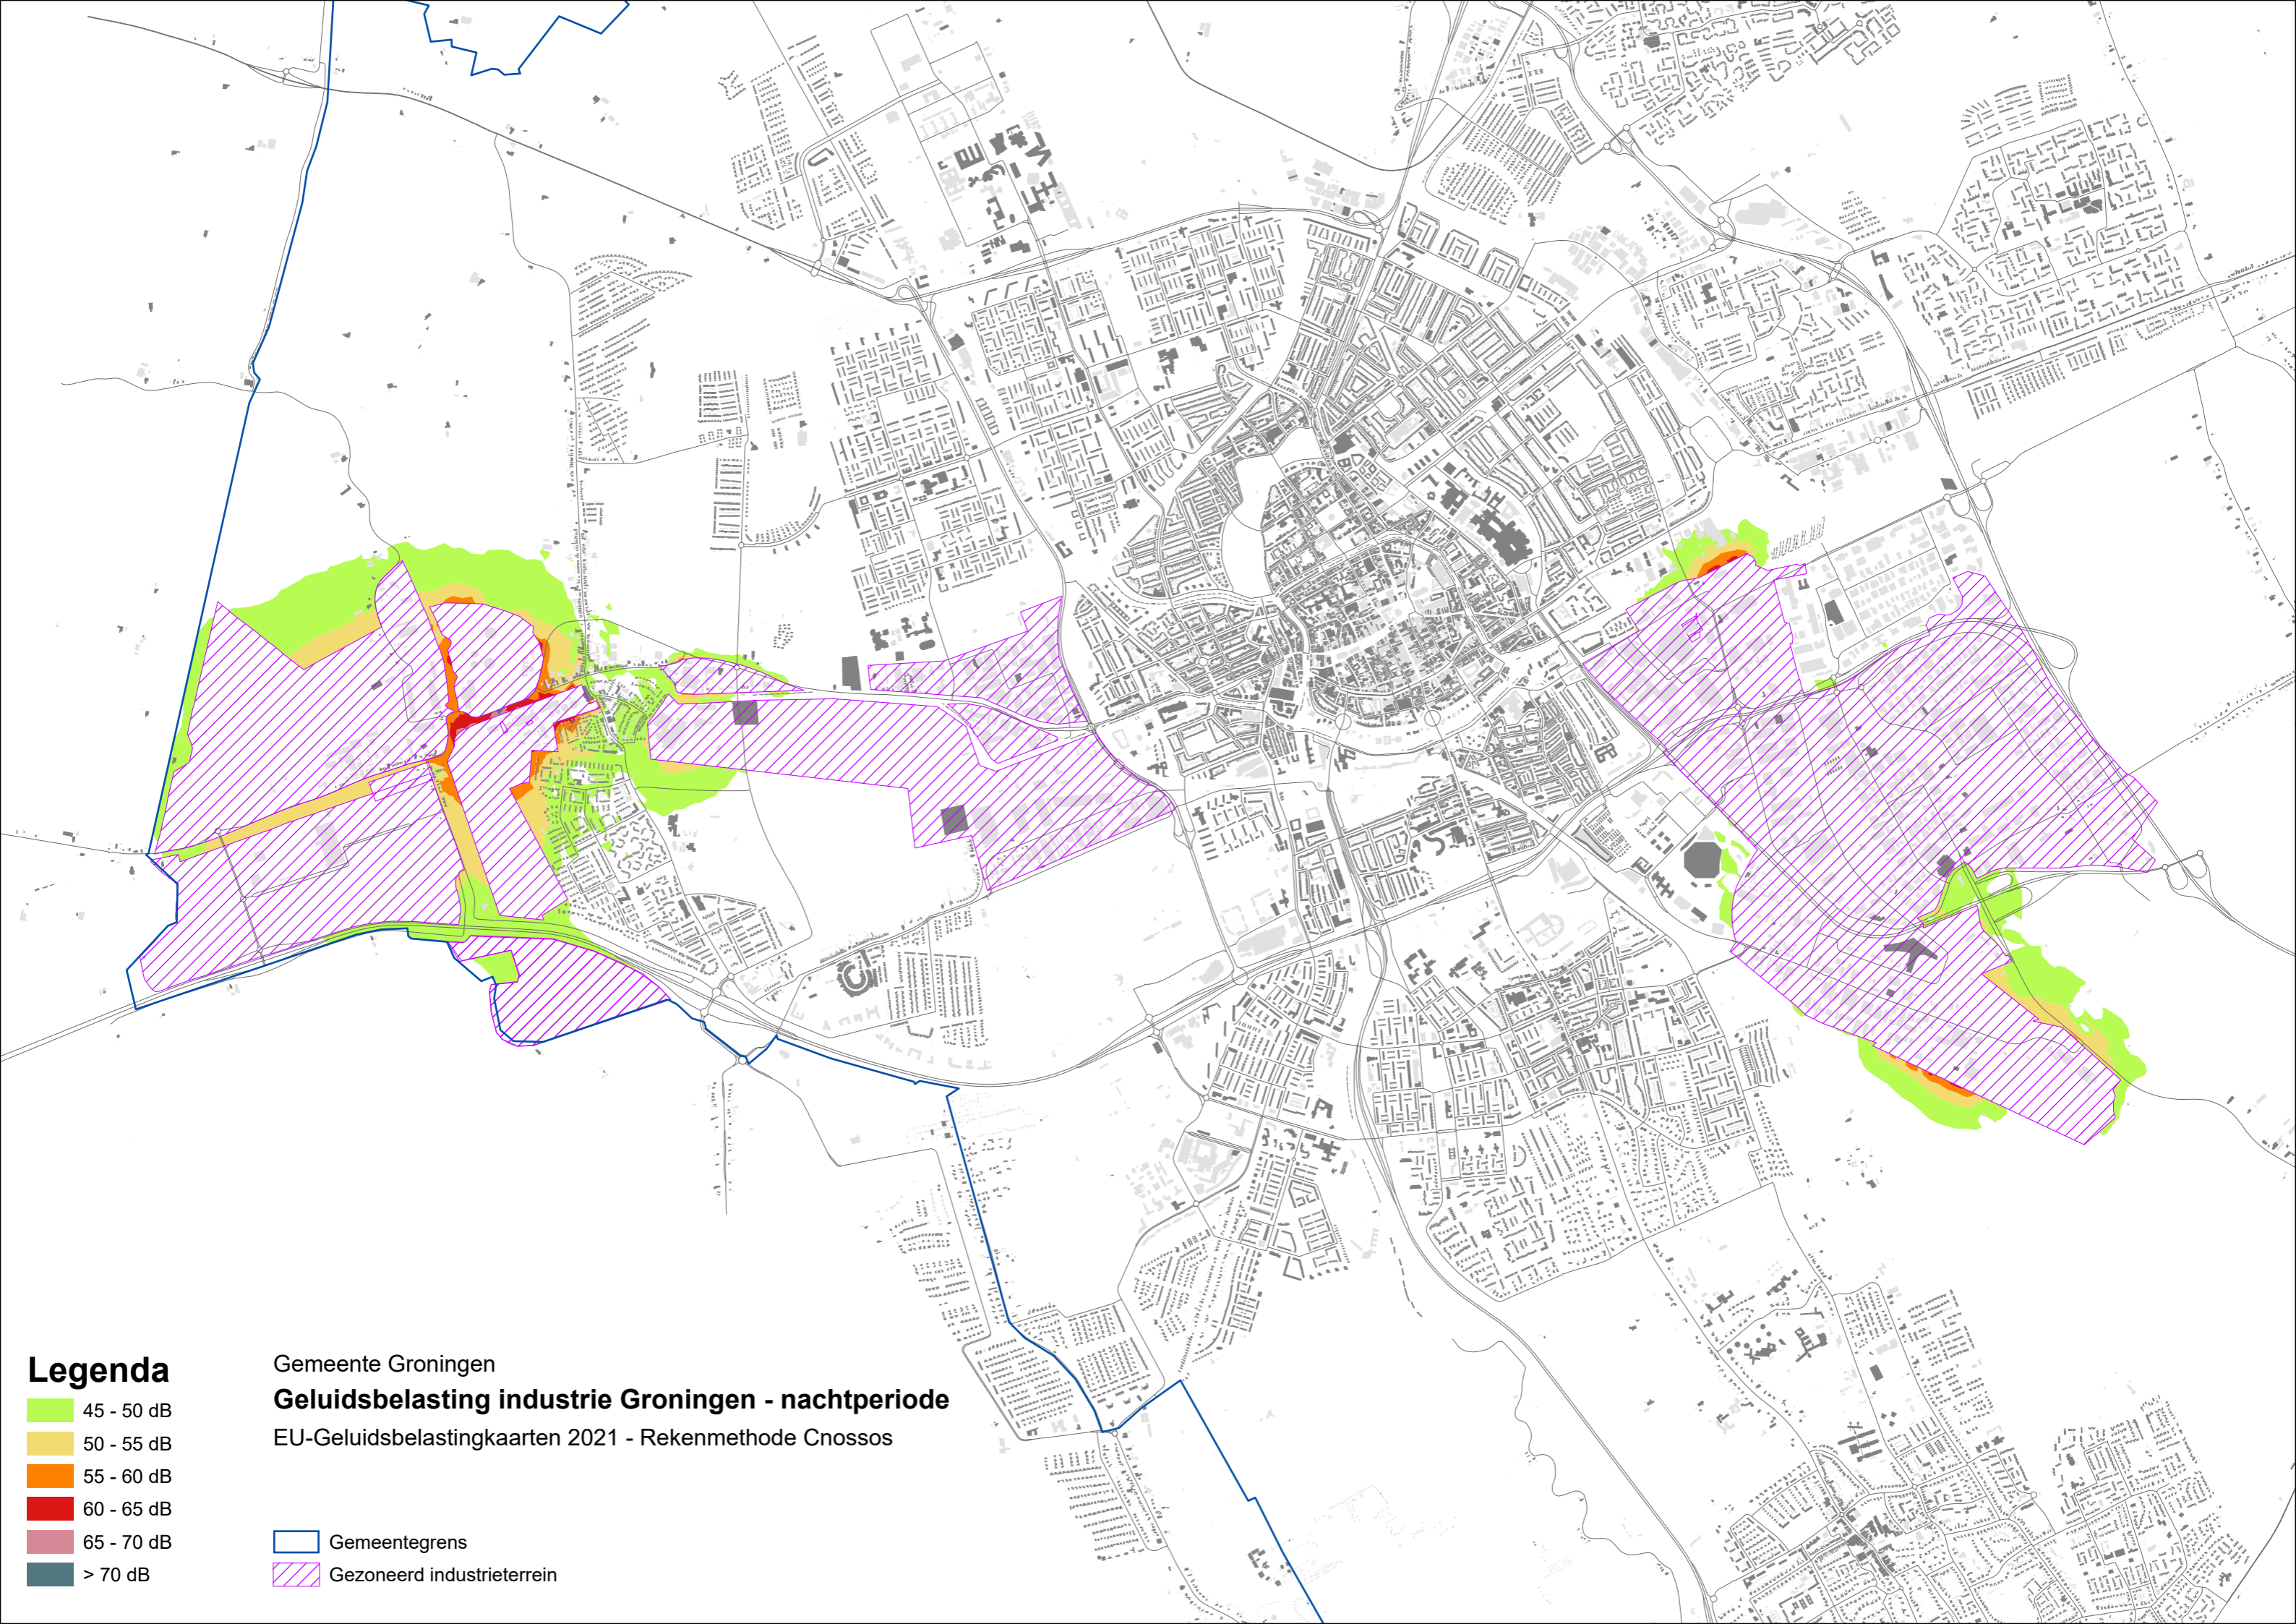 Legenda
45 - 50 dB
50 - 55 dB
55 - 60 dB
60 - 65 dB
65 - 70 dB
> 70 dB
Gemeente Groningen
Geluidsbelasting industrie Groningen - nachtperiode
EU-Geluidsbelastingkaarten 2021 - Rekenmethode Cnossos
Gemeentegrens
Gezoneerd industrieterrein